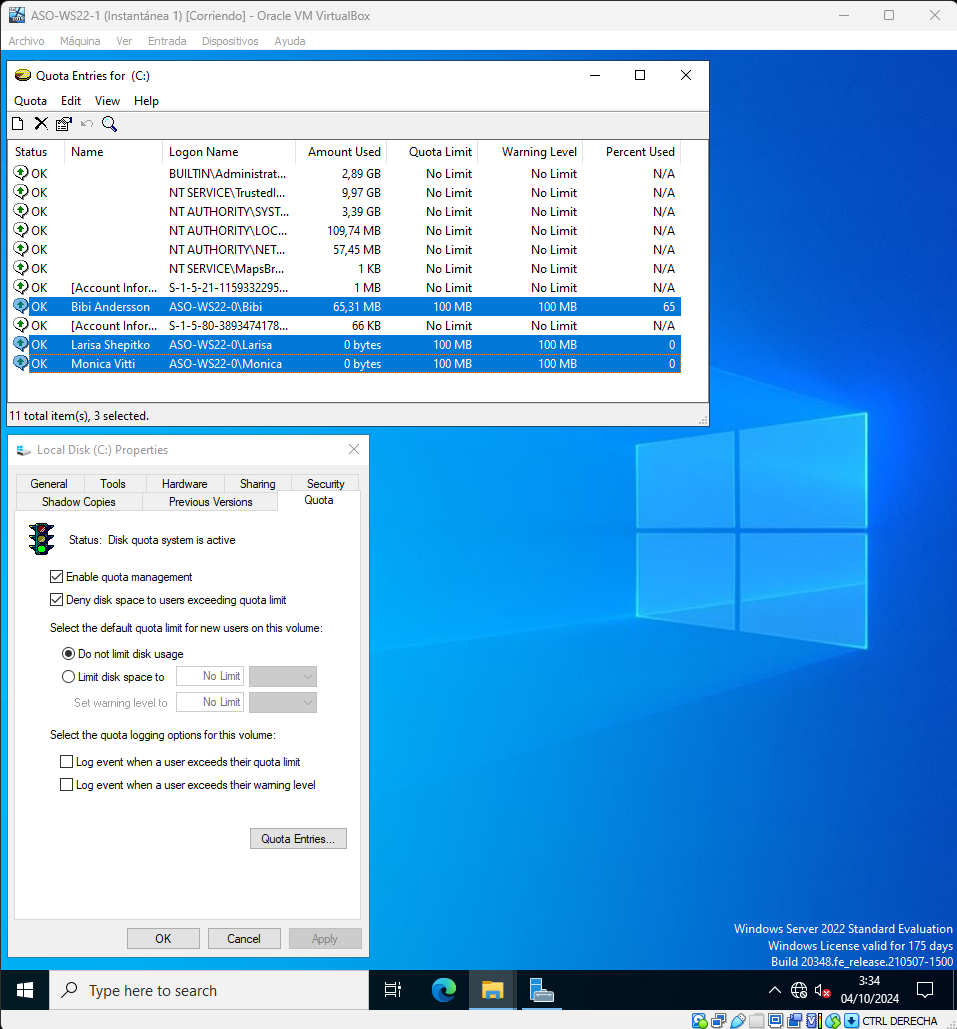 ASO-WS22-1 (Instantánea 1) [Corriendo] - Oracle VM VirtualBox
Archivo Máquina Ver Entrada Dispositivos Ayuda
Quota Entries for (C:)
Quota Edit View Help
Status Name Logon Name Amount Used Quota Limit Warning Level Percent Used
OK BUILTIN\Administrat... 2,89 GB No Limit No Limit N/A
OK NT SERVICE\TrustedI... 9,97 GB No Limit No Limit N/A
OK NT AUTHORITY\SYST... 3,39 GB No Limit No Limit N/A
OK NT AUTHORITY\LOC... 109,74 MB No Limit No Limit N/A
OK NT AUTHORITY\NET... 57,45 MB No Limit No Limit N/A
OK NT SERVICE\MapsBr... 1 KB No Limit No Limit N/A
OK [Account Infor... S-1-5-21-1159332295... 1 MB No Limit No Limit N/A
OK Bibi Andersson ASO-WS22-0\Bibi 65,31 MB 100 MB 100 MB 65
OK [Account Infor... S-1-5-80-3893474178... 66 KB No Limit No Limit N/A
OK Larisa Shepitko ASO-WS22-0\Larisa 0 bytes 100 MB 100 MB 0
OK Monica Vitti ASO-WS22-0\Monica 0 bytes 100 MB 100 MB 0
11 total item(s), 3 selected.
Local Disk (C:) Properties
General Tools Hardware Sharing Security
Shadow Copies Previous Versions Quota
Status: Disk quota system is active
Enable quota management
Deny disk space to users exceeding quota limit
Select the default quota limit for new users on this volume:
Do not limit disk usage
Limit disk space to No Limit
Set warning level to No Limit
Select the quota logging options for this volume:
Log event when a user exceeds their quota limit
Log event when a user exceeds their warning level
Quota Entries...
OK Cancel Apply
Windows Server 2022 Standard Evaluation
Windows License valid for 175 days
Build 20348.fe_release.210507-1500
Type here to search
3:34
04/10/2024
CTRL DERECHA